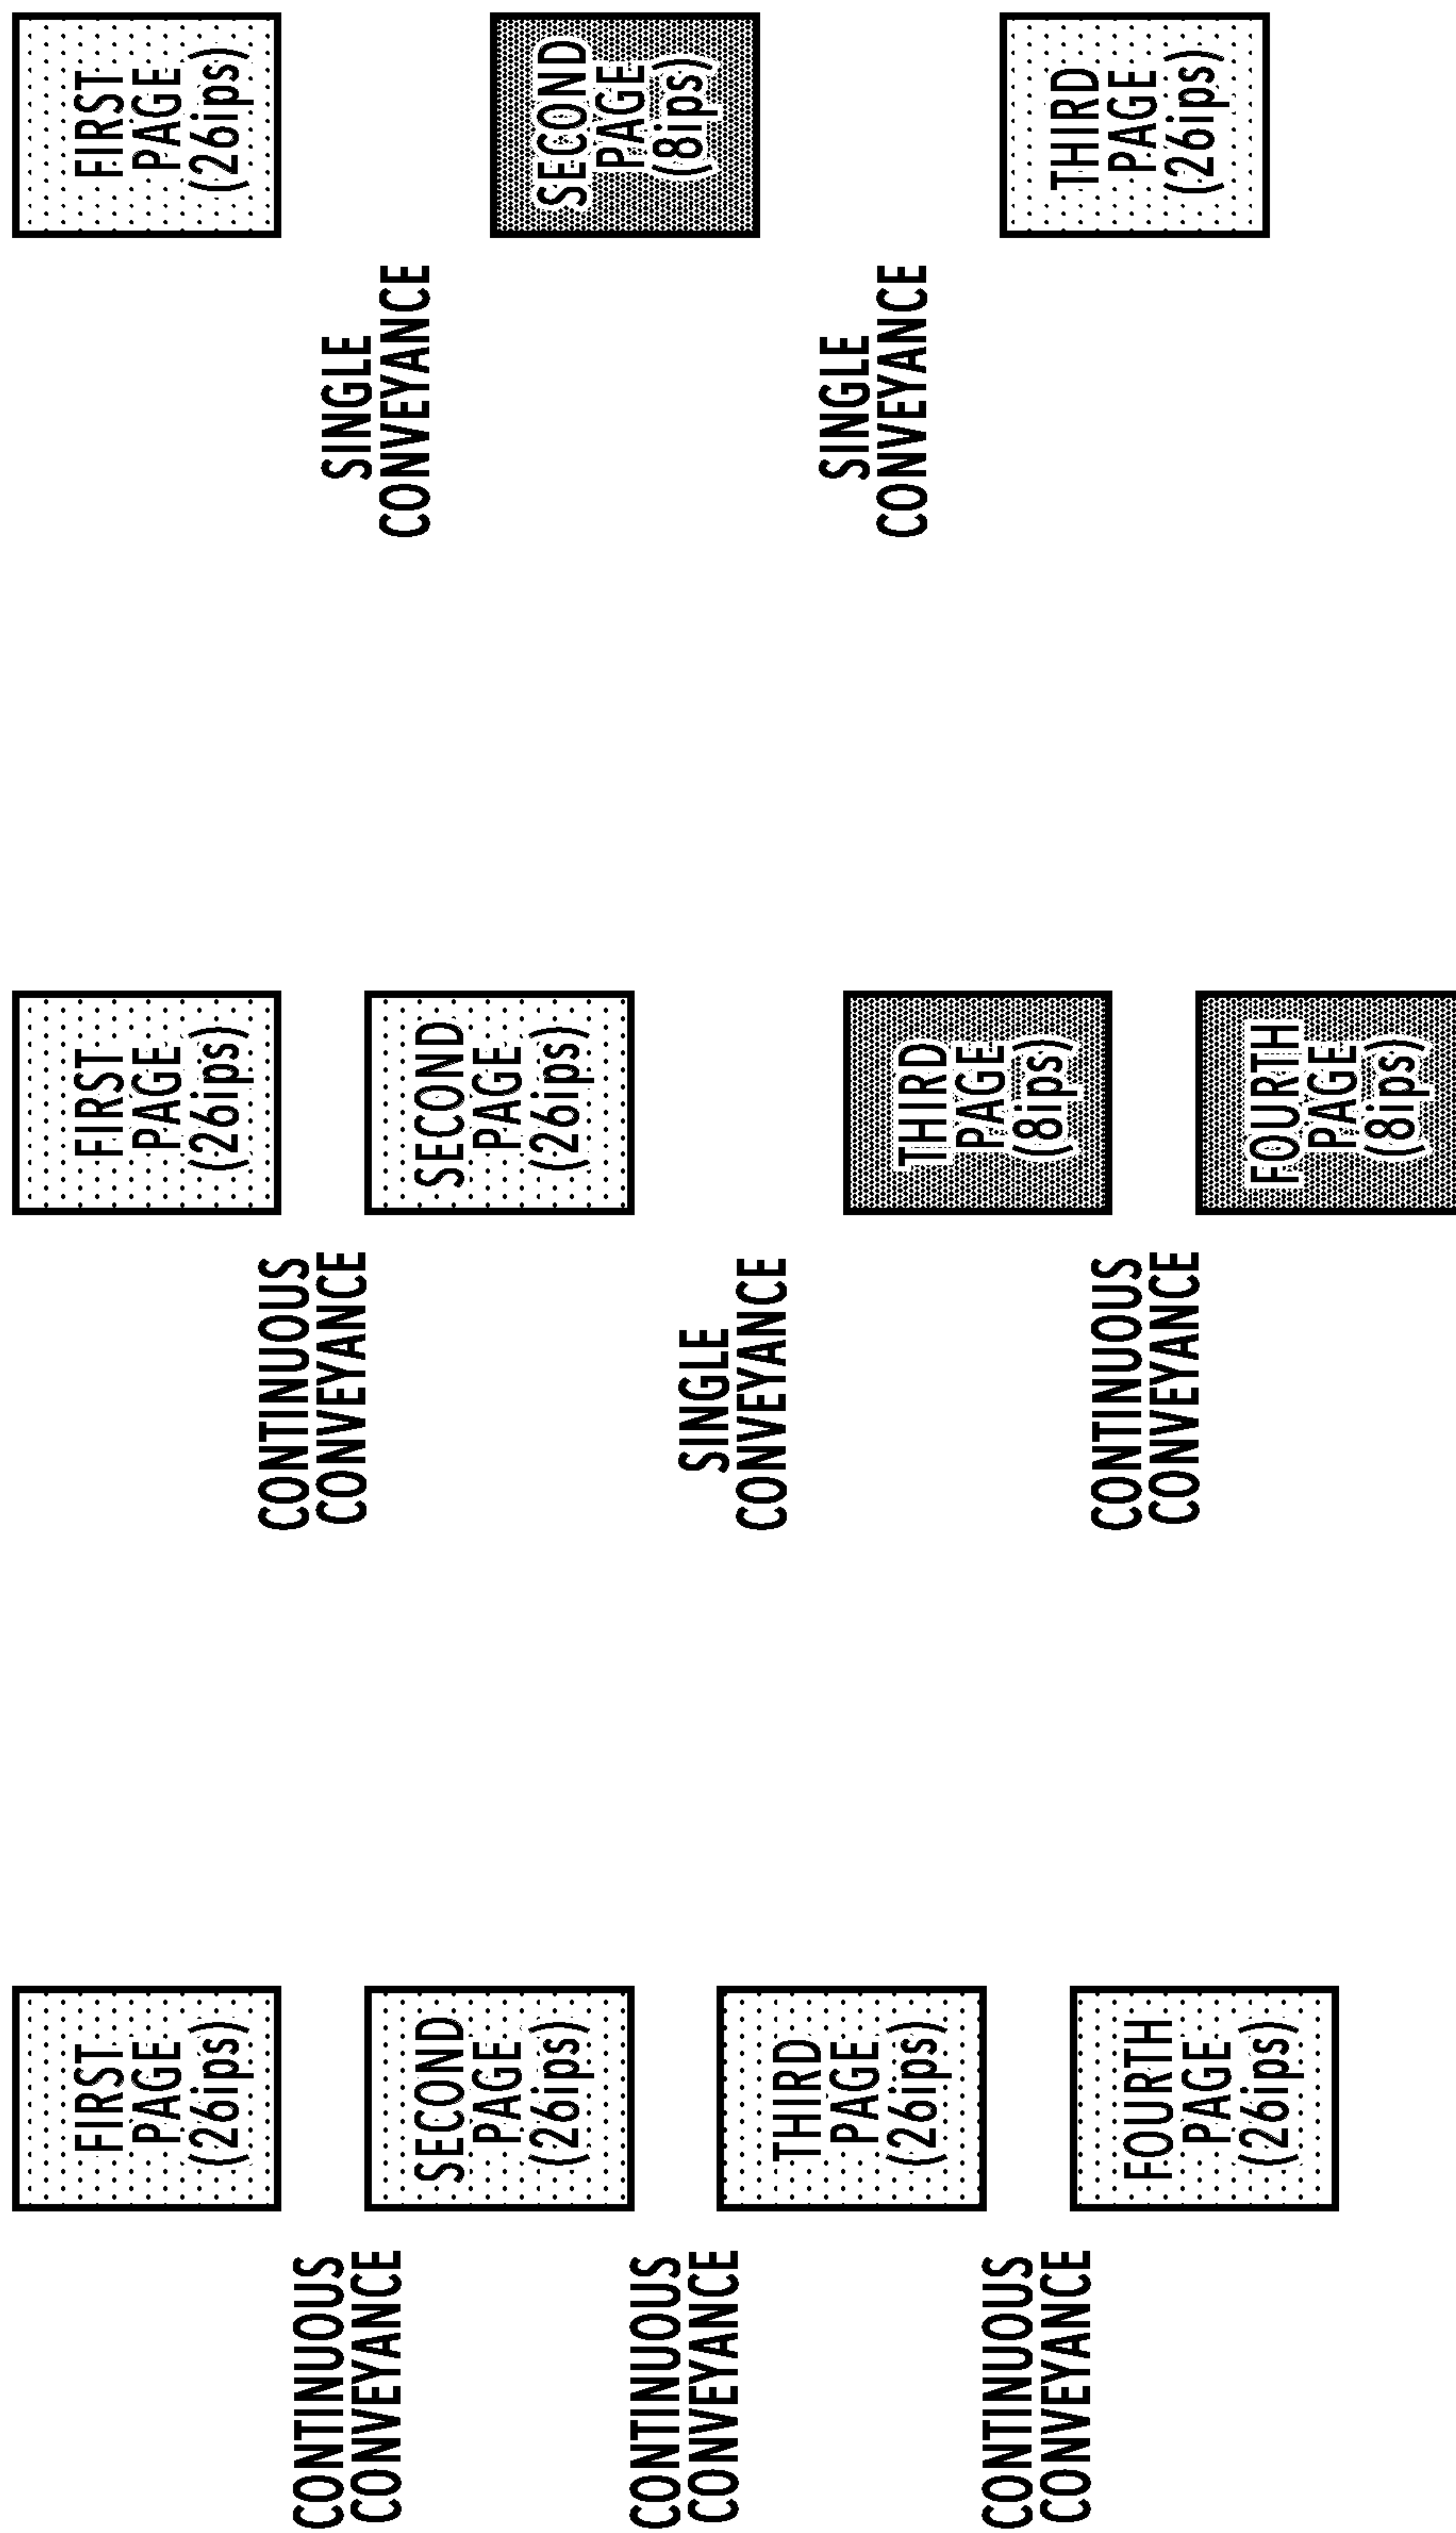 FIRST
PAGE
(26ips)
CONTINUOUS
CONVEYANCE
SECOND
PAGE
(26ips)
CONTINUOUS
CONVEYANCE
THIRD
PAGE
(26ips)
CONTINUOUS
CONVEYANCE
FOURTH
PAGE
(26ips)
FIRST
PAGE
(26ips)
CONTINUOUS
CONVEYANCE
SECOND
PAGE
(26ips)
SINGLE
CONVEYANCE
THIRD
PAGE
(8ips)
CONTINUOUS
CONVEYANCE
FOURTH
PAGE
(8ips)
FIRST
PAGE
(26ips)
SINGLE
CONVEYANCE
SECOND
PAGE
(8ips)
SINGLE
CONVEYANCE
THIRD
PAGE
(26ips)